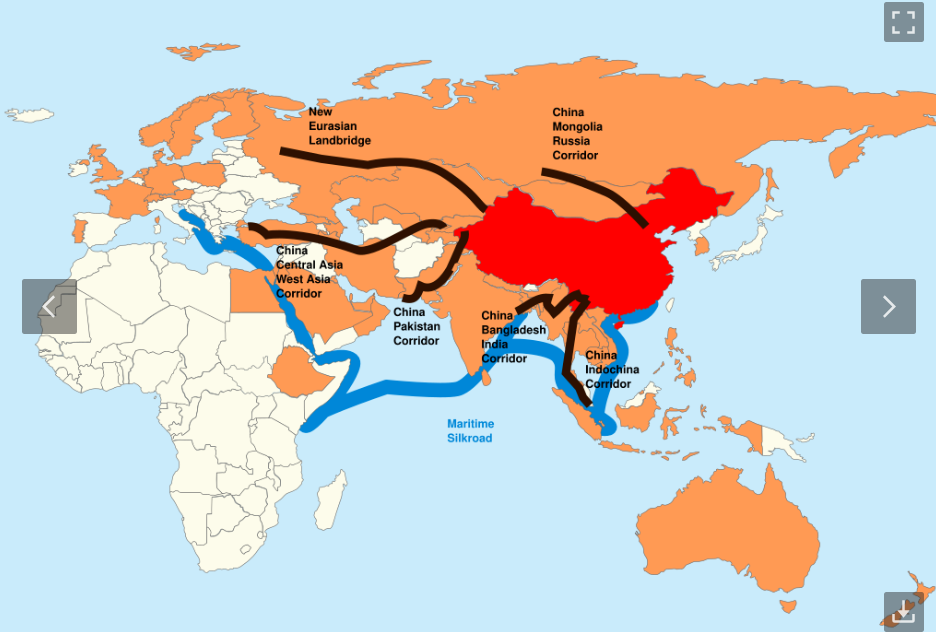 New
Eurasian
Landbridge
China
Mongolia
Russia
Corridor
China
Central Asia
West Asia
Corridor
China
Pakistan
Corridor
China
Bangladesh
India
Corridor
China
Indochina
Corridor
Maritime
Silkroad